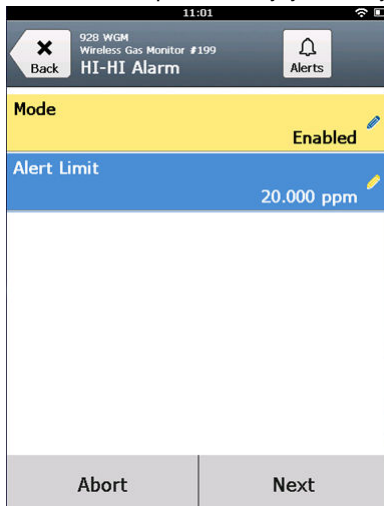 11:01
928 WGM
Wireless Gas Monitor #199
HI-HI Alarm
Back
Alerts
Mode
Enabled
Alert Limit
20.000 ppm
Abort
Next